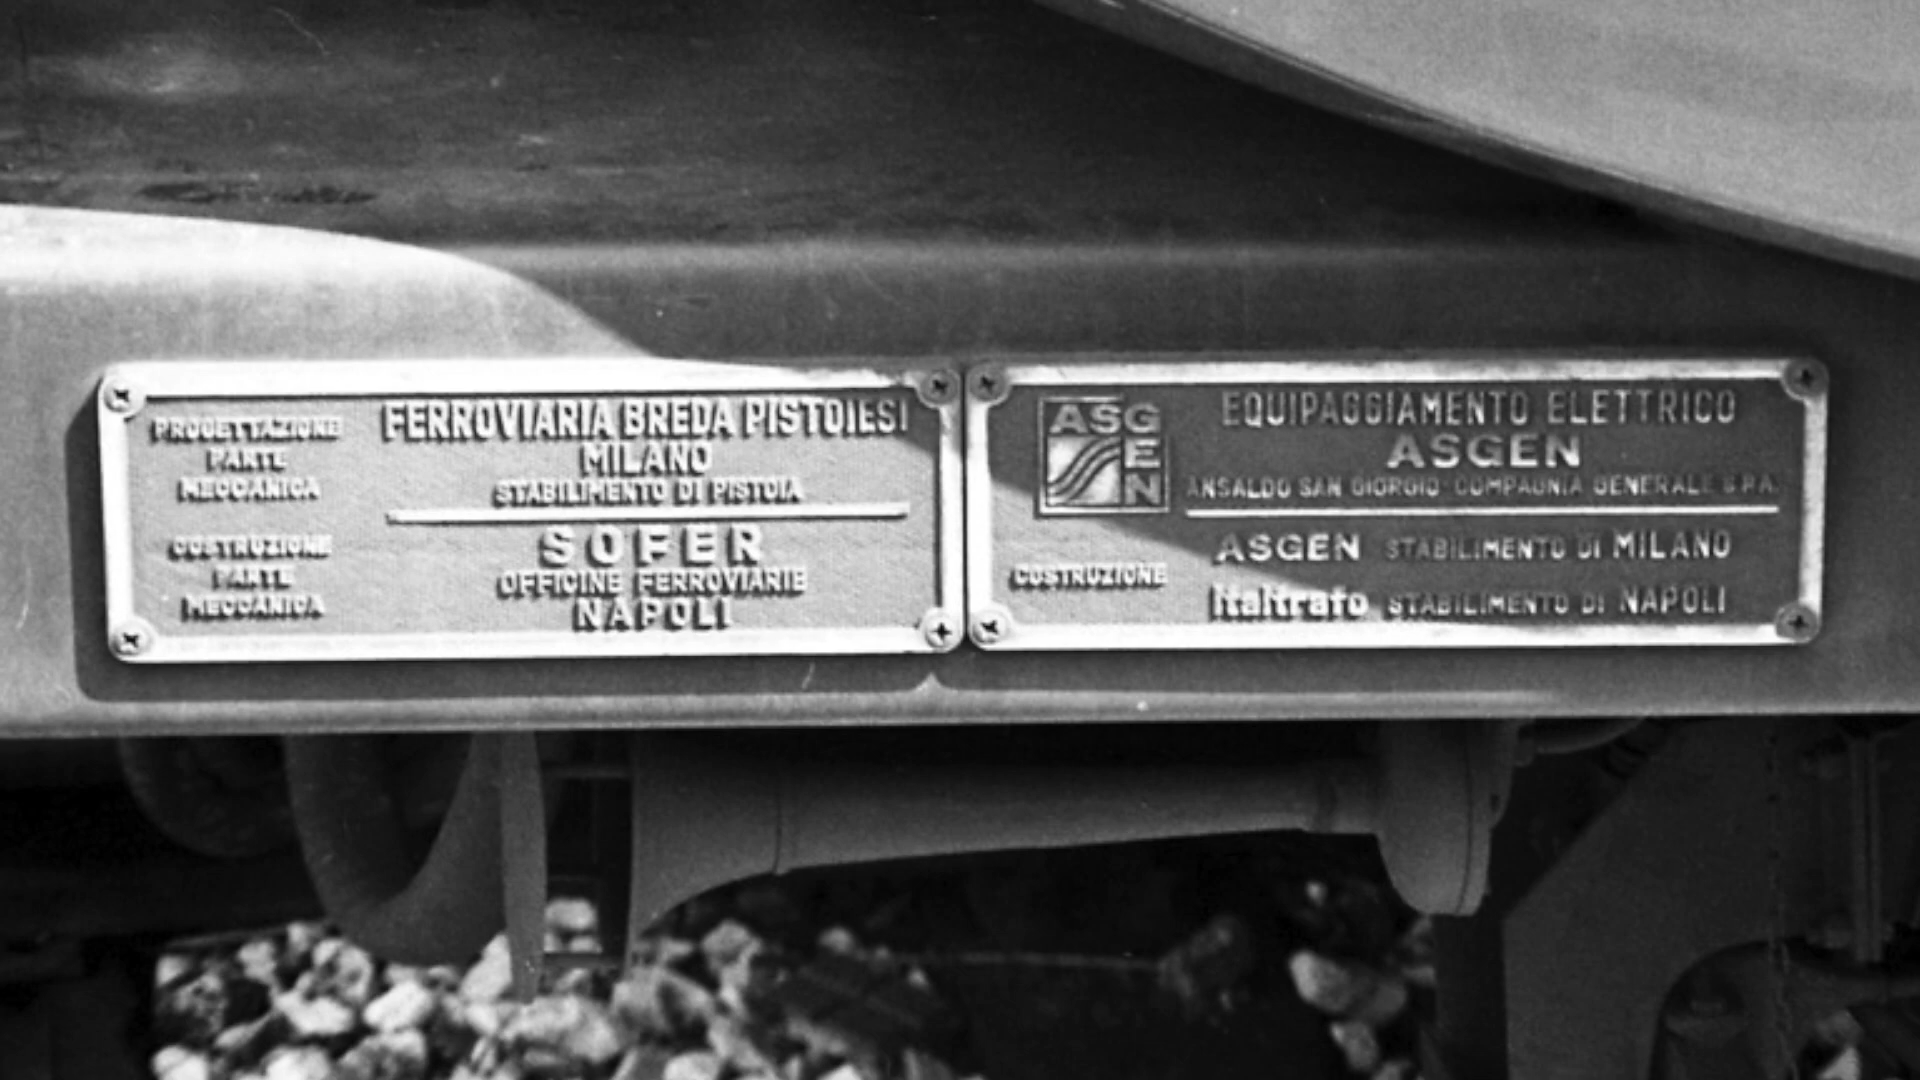 PROGETTAZIONE
PARTE
MECCANICA
FERROVIARIA BREDA PISTOIESI
MILANO
STABILIMENTO DI PISTOIA
COSTRUZIONE
PARTE
MECCANICA
SOFER
OFFICINE FERROVIARIE
NAPOLI
ASG
E
N
EQUIPAGGIAMENTO ELETTRICO
ASGEN
ANSALDO SAN GIORGIO COMPAGNIA GENERALE S.P.A.
COSTRUZIONE
ASGEN STABILIMENTO DI MILANO
italtrafo STABILIMENTO DI NAPOLI